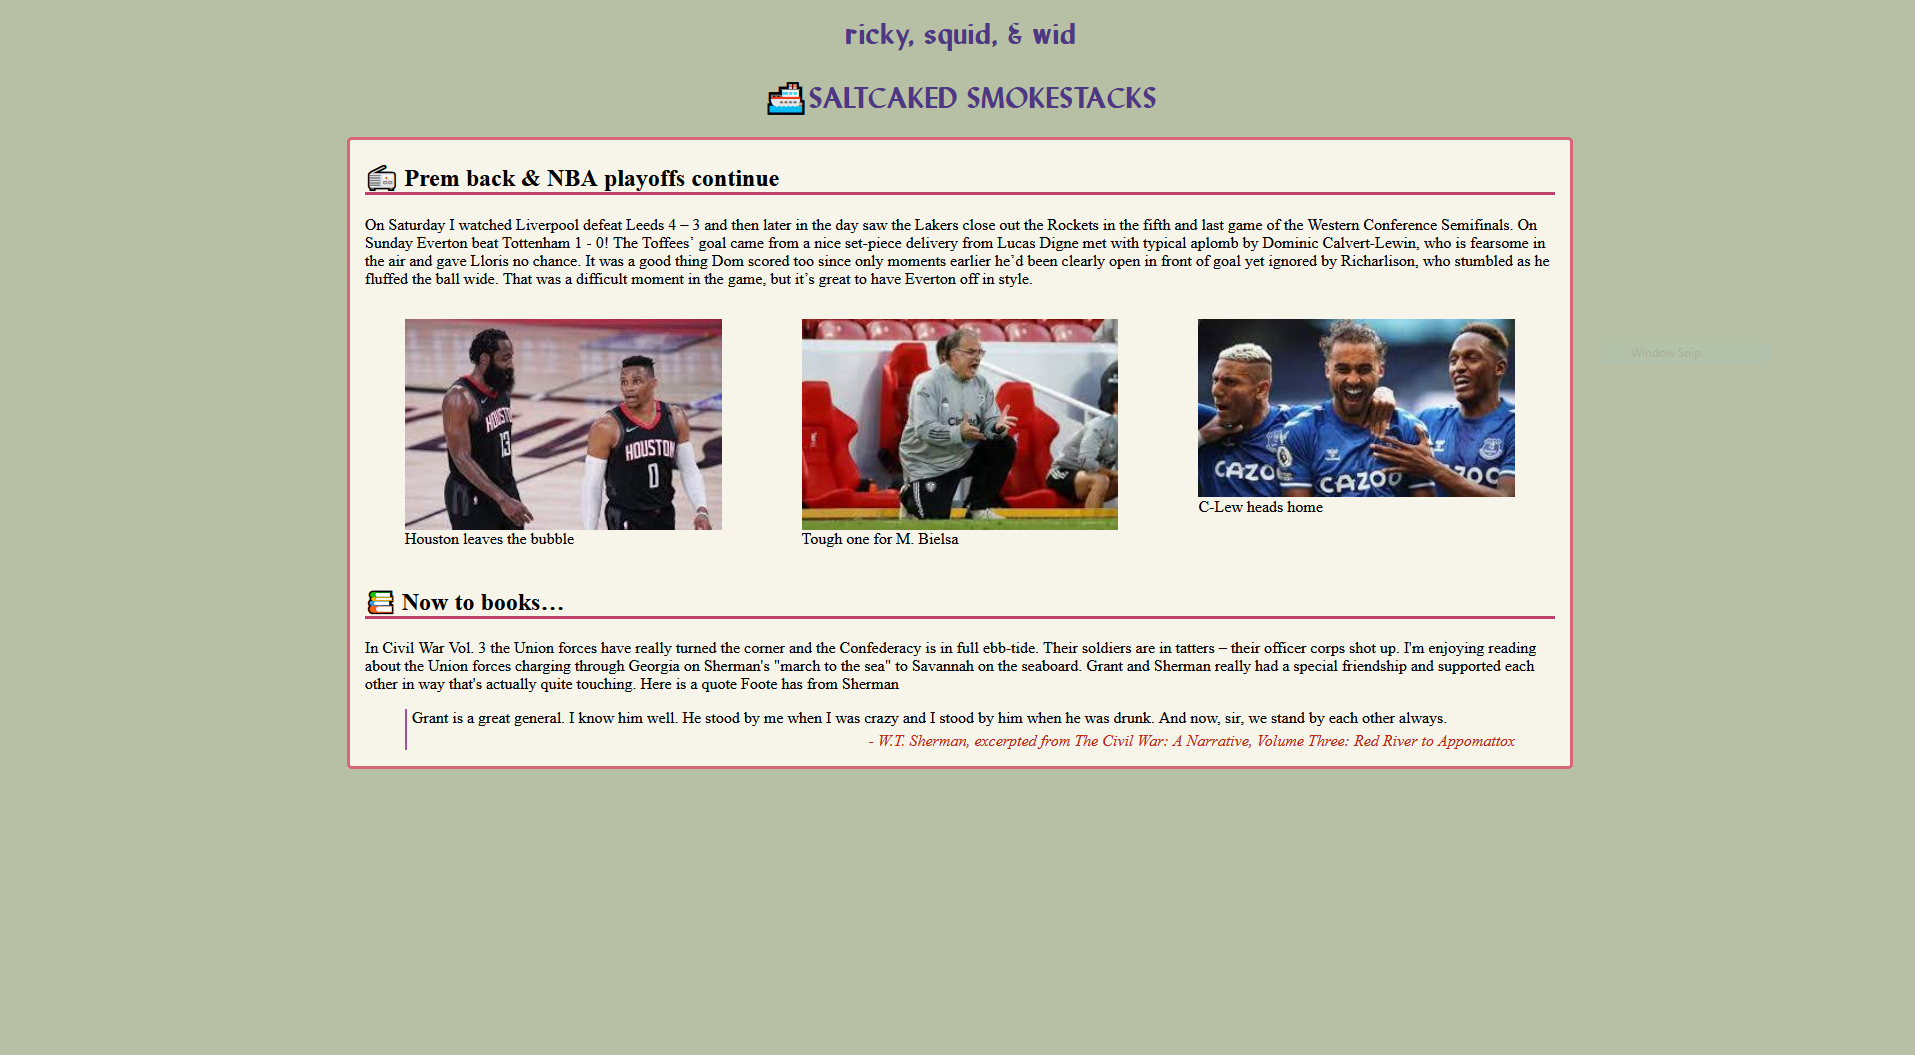 ricky, squid, & wid
SALTCAKED SMOKESTACKS
Prem back & NBA playoffs continue
On Saturday I watched Liverpool defeat Leeds 4 – 3 and then later in the day saw the Lakers close out the Rockets in the fifth and last game of the Western Conference Semifinals. On
Sunday Everton beat Tottenham 1 - 0! The Toffees’ goal came from a nice set-piece delivery from Lucas Digne met with typical aplomb by Dominic Calvert-Lewin, who is fearsome in
the air and gave Lloris no chance. It was a good thing Dom scored too since only moments earlier he’d been clearly open in front of goal yet ignored by Richarlison, who stumbled as he
fluffed the ball wide. That was a difficult moment in the game, but it’s great to have Everton off in style.
HOUSTON
13
HOUSTON
0
CAZOO
CAZOO
Window Snip
Houston leaves the bubble
Tough one for M. Bielsa
C-Lew heads home
Now to books…
In Civil War Vol. 3 the Union forces have really turned the corner and the Confederacy is in full ebb-tide. Their soldiers are in tatters – their officer corps shot up. I'm enjoying reading
about the Union forces charging through Georgia on Sherman's "march to the sea" to Savannah on the seaboard. Grant and Sherman really had a special friendship and supported each
other in way that's actually quite touching. Here is a quote Foote has from Sherman
Grant is a great general. I know him well. He stood by me when I was crazy and I stood by him when he was drunk. And now, sir, we stand by each other always.
- W.T. Sherman, excerpted from The Civil War: A Narrative, Volume Three: Red River to Appomattox